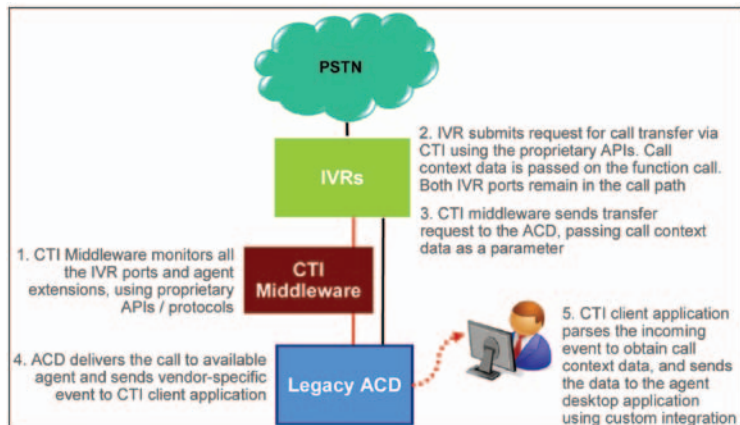 PSTN
IVRs
2. IVR submits request for call transfer via
CTI using the proprietary APIs. Call
context data is passed on the function call.
Both IVR ports remain in the call path
3. CTI middleware sends transfer
request to the ACD, passing call context
data as a parameter
1. CTI Middleware monitors all
the IVR ports and agent
extensions, using proprietary
APIs / protocols
CTI
Middleware
4. ACD delivers the call to available
agent and sends vendor-specific
event to CTI client application
Legacy ACD
5. CTI client application
parses the incoming
event to obtain call
context data, and sends
the data to the agent
desktop application
using custom integration